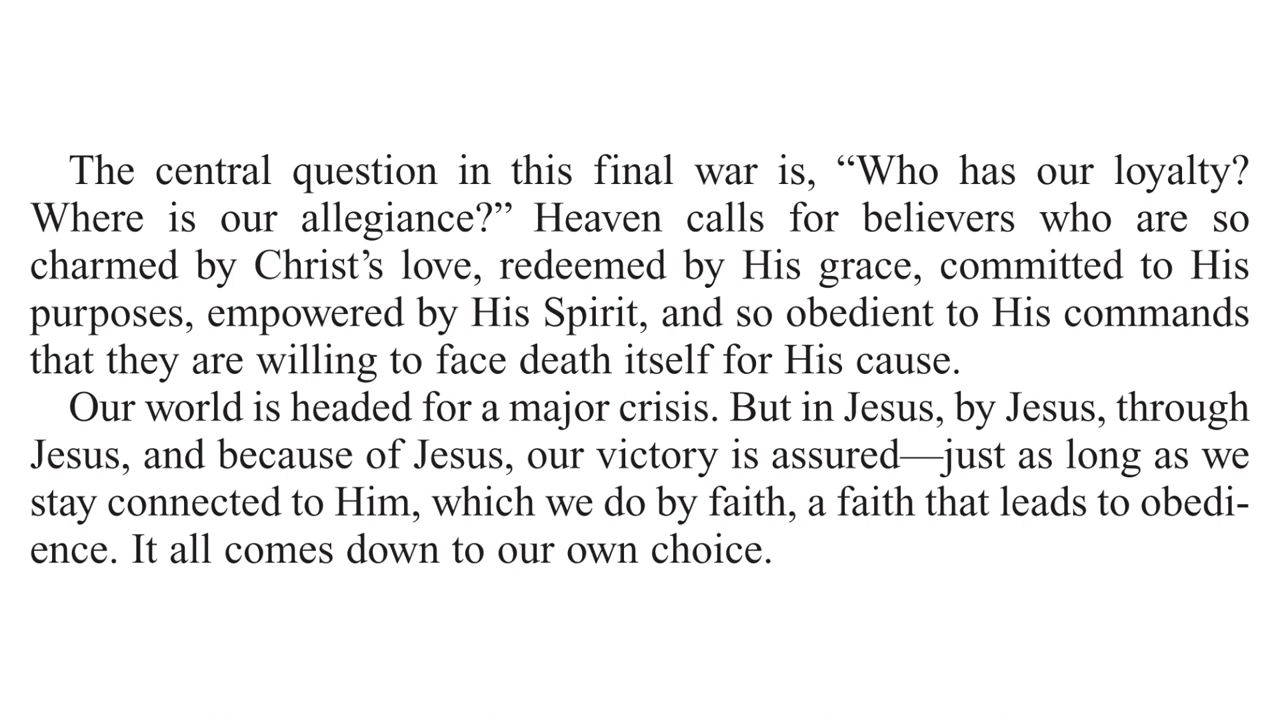 The central question in this final war is, “Who has our loyalty?
Where is our allegiance?” Heaven calls for believers who are so
charmed by Christ’s love, redeemed by His grace, committed to His
purposes, empowered by His Spirit, and so obedient to His commands
that they are willing to face death itself for His cause.
Our world is headed for a major crisis. But in Jesus, by Jesus, through
Jesus, and because of Jesus, our victory is assured—just as long as we
stay connected to Him, which we do by faith, a faith that leads to obedi-
ence. It all comes down to our own choice.